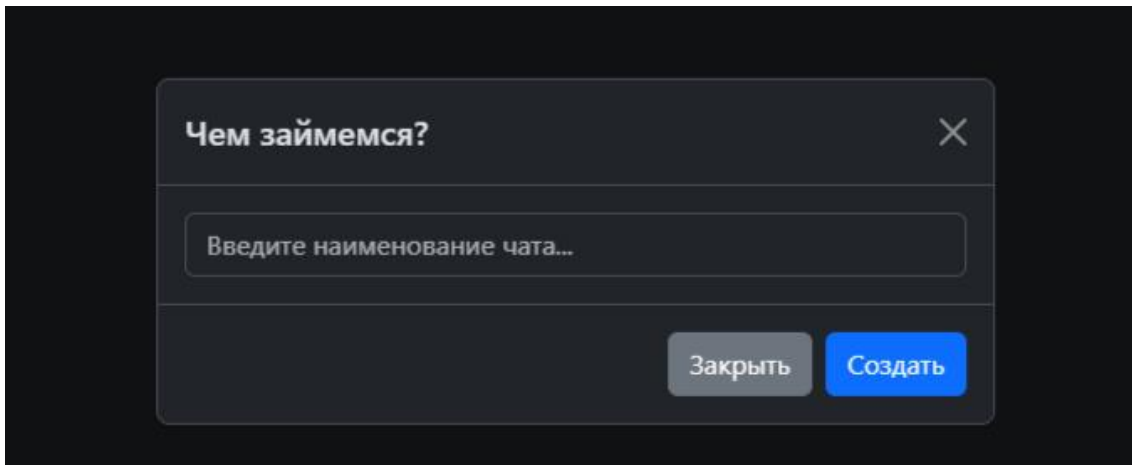 Чем займемся?
Введите наименование чата...
Закрыть Создать